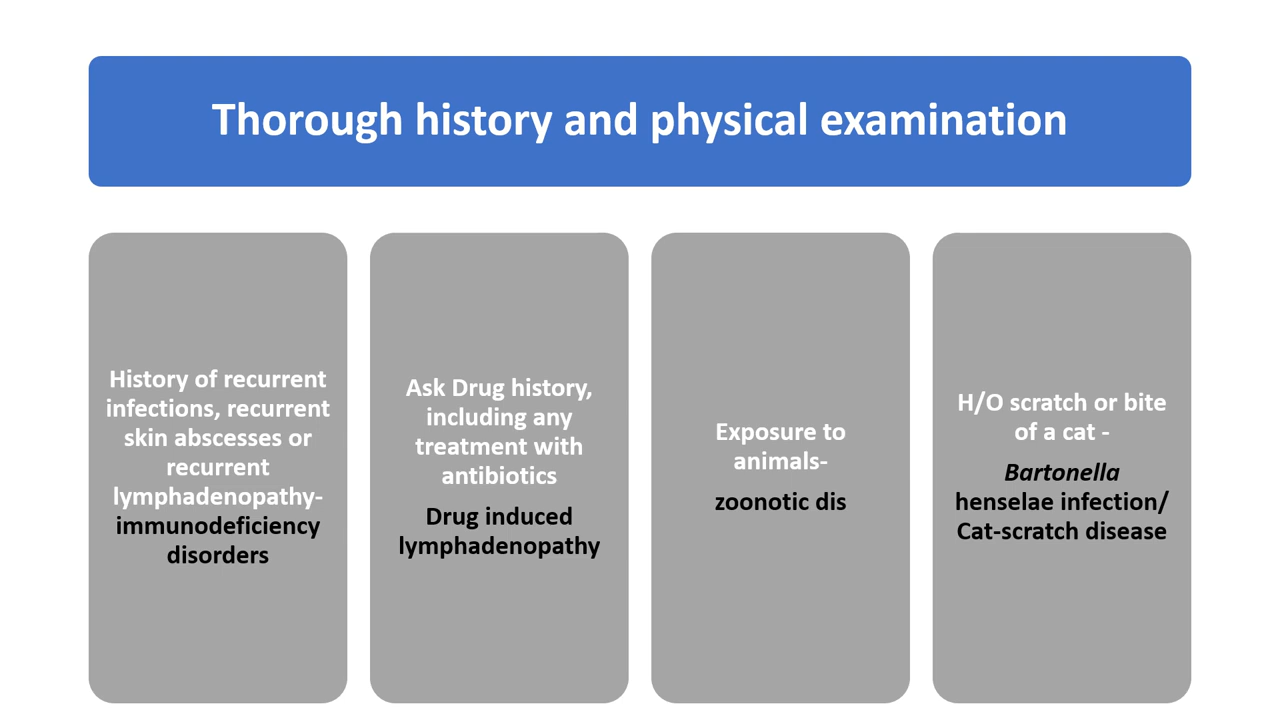 Thorough history and physical examination
History of recurrent
infections, recurrent
skin abscesses or
recurrent
lymphadenopathy-
immunodeficiency
disorders
Ask Drug history,
including any
treatment with
antibiotics
Drug induced
lymphadenopathy
Exposure to
animals-
zoonotic dis
H/O scratch or bite
of a cat -
Bartonella
henselae infection/
Cat-scratch disease